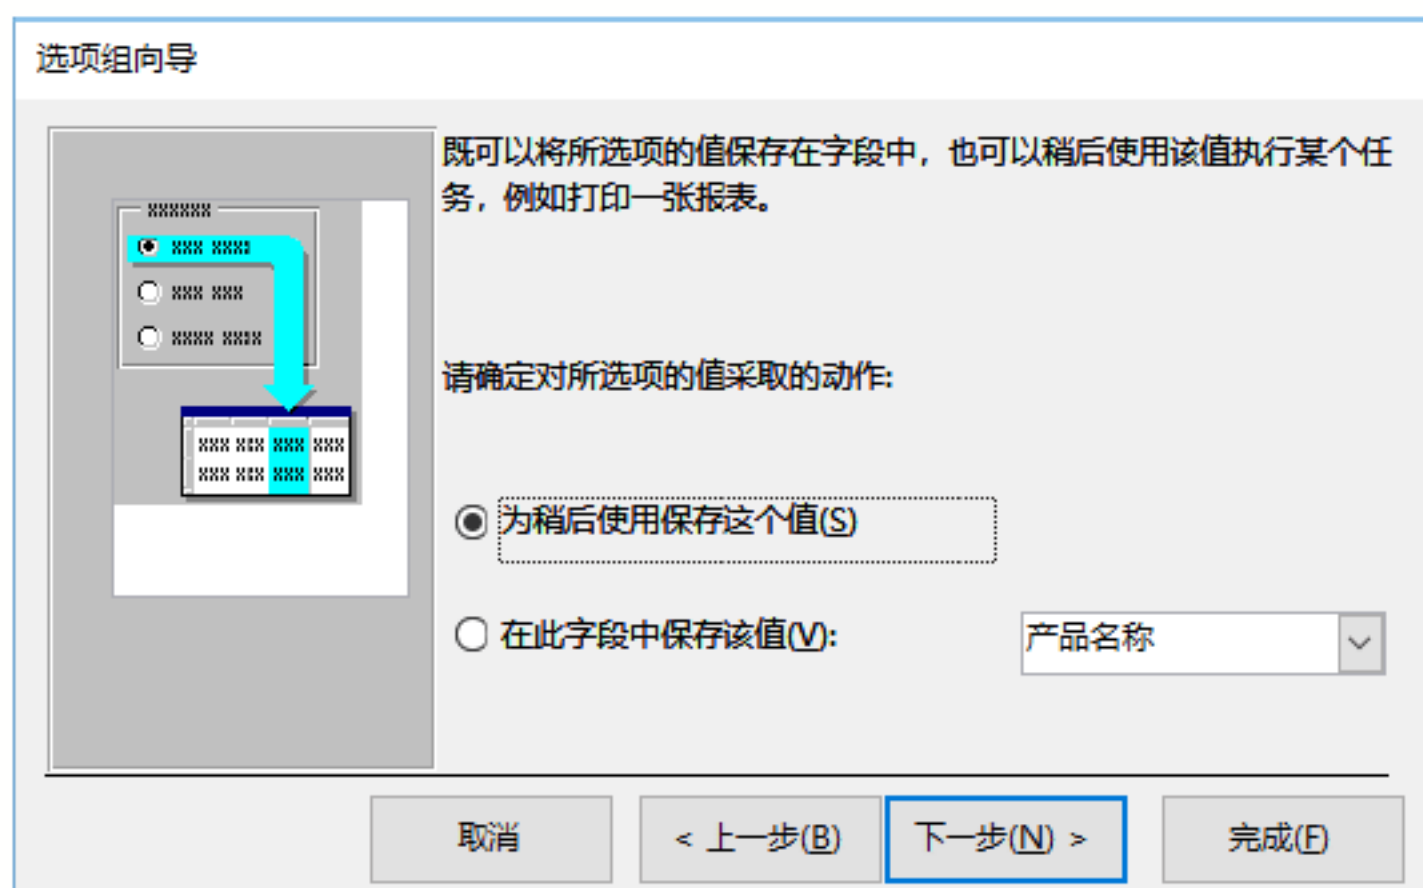 选项组向导
既可以将所选项的值保存在字段中，也可以稍后使用该值执行某个任
务，例如打印一张报表。
请确定对所选项的值采取的动作:
为稍后使用保存这个值(S)
在此字段中保存该值(V):
产品名称
取消
< 上一步(B)
下一步(N) >
完成(F)